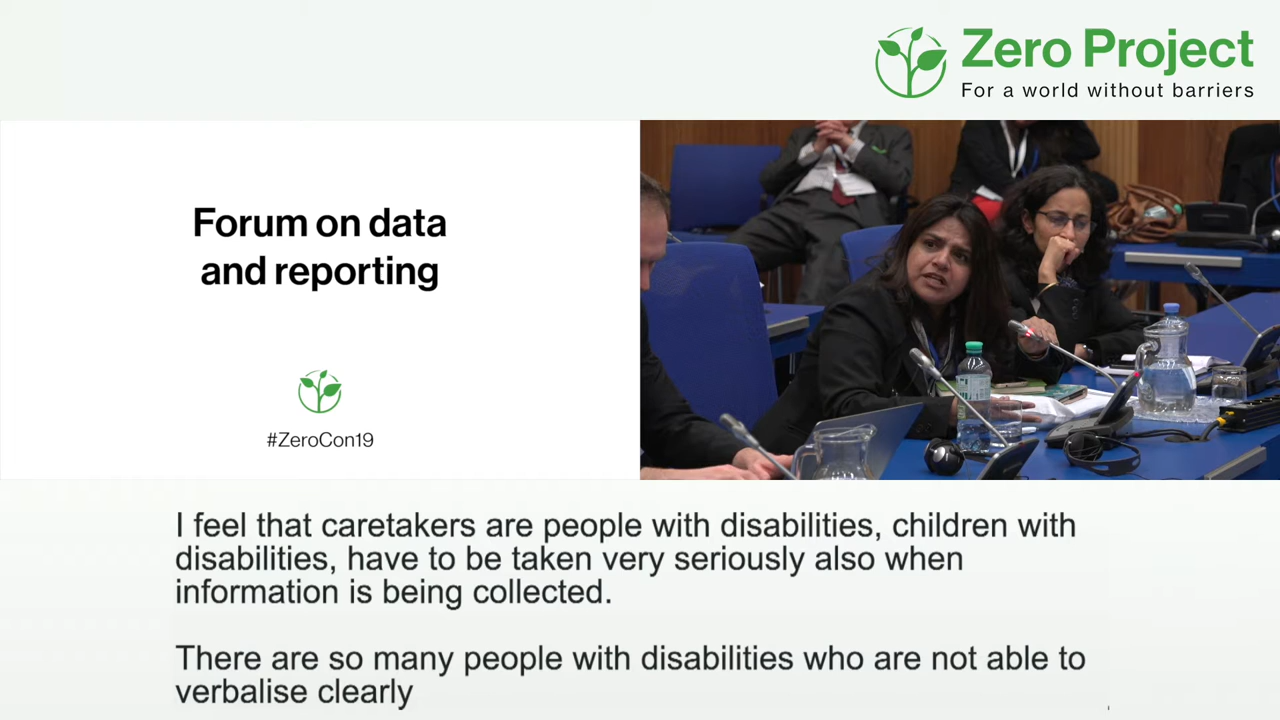 Zero Project
For a world without barriers
Forum on data
and reporting
#ZeroCon19
I feel that caretakers are people with disabilities, children with
disabilities, have to be taken very seriously also when
information is being collected.
There are so many people with disabilities who are not able to
verbalise clearly